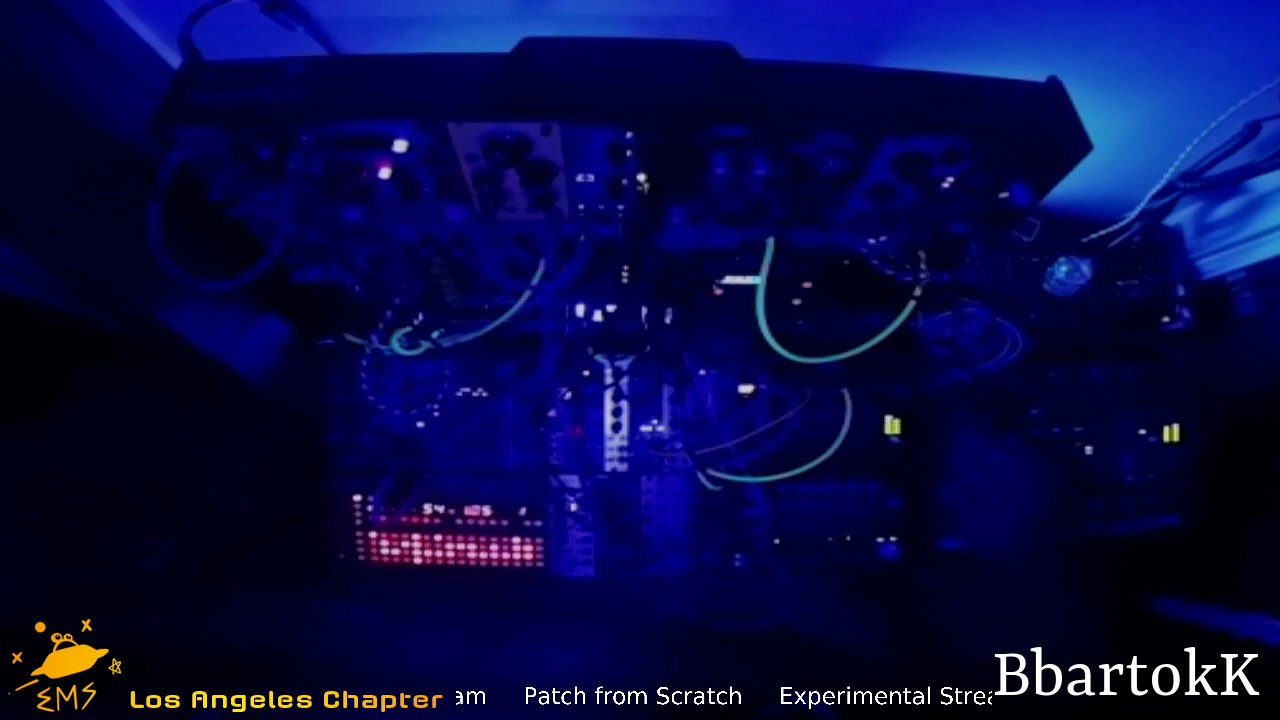 BbartokK
EMS
Los Angeles Chapter
am Patch from Scratch Experimental Strea